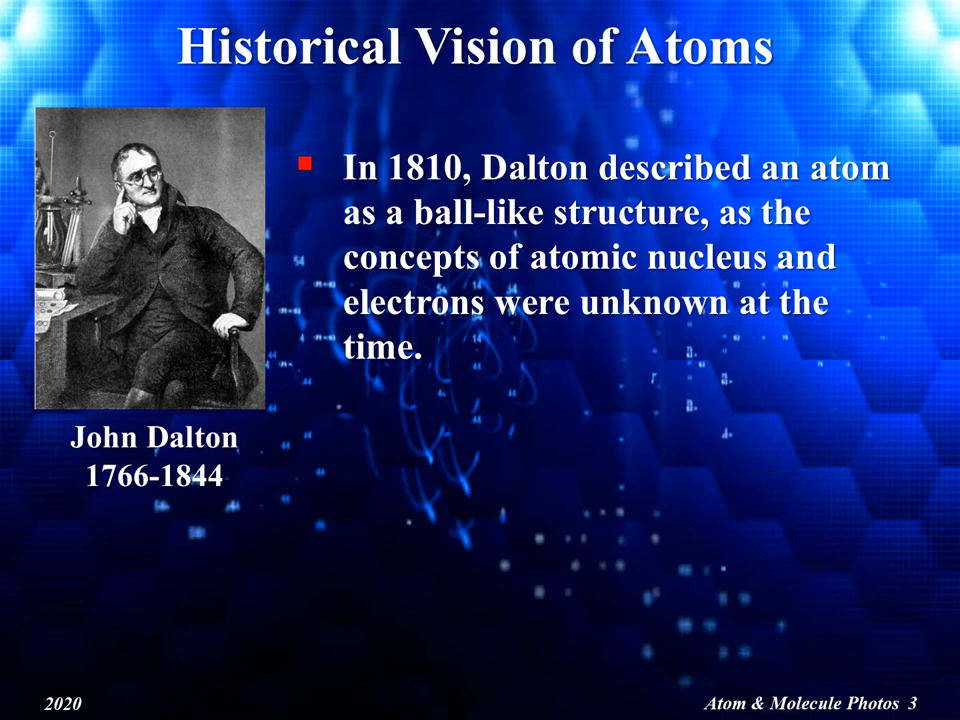 Historical Vision of Atoms
In 1810, Dalton described an atom
as a ball-like structure, as the
concepts of atomic nucleus and
electrons were unknown at the
time.
John Dalton
1766-1844
2020
Atom & Molecule Photos 3